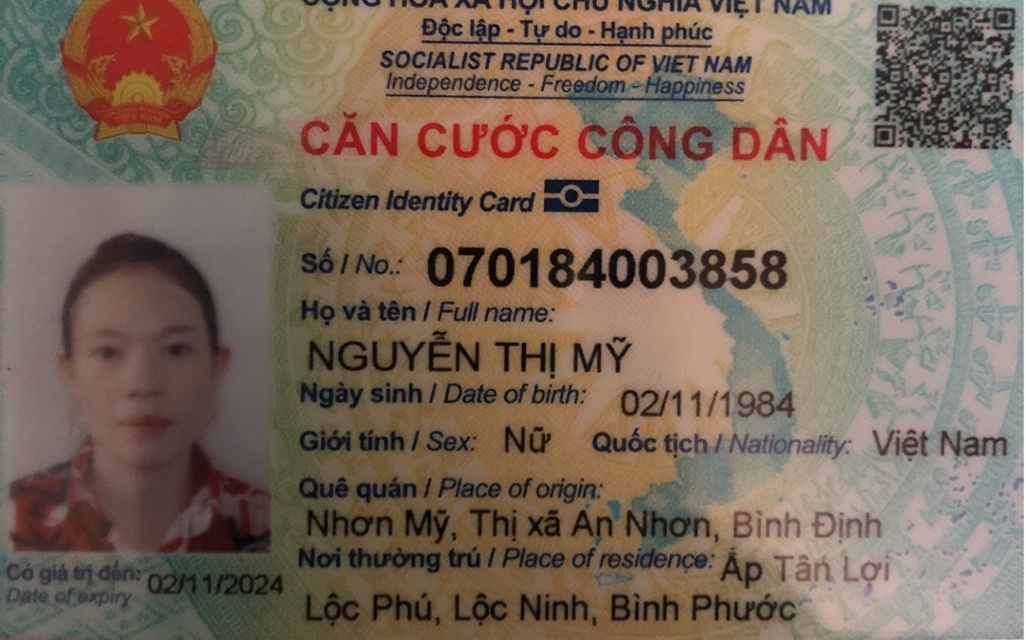 CỘNG HÒA XÃ HỘI CHỦ NGHĨA VIỆT NAM
Độc lập - Tự do - Hạnh phúc
SOCIALIST REPUBLIC OF VIET NAM
Independence - Freedom - Happiness
CĂN CƯỚC CÔNG DÂN
Citizen Identity Card
Số / No.: 070184003858
Họ và tên / Full name:
NGUYỄN THỊ MỸ
Ngày sinh / Date of birth: 02/11/1984
Giới tính / Sex: Nữ Quốc tịch / Nationality: Việt Nam
Quê quán / Place of origin:
Nhơn Mỹ, Thị xã An Nhơn, Bình Định
Nơi thường trú / Place of residence: Ấp Tân Lợi
Lộc Phú, Lộc Ninh, Bình Phước
Có giá trị đến: 02/11/2024
Date of expiry
VIỆT NAM